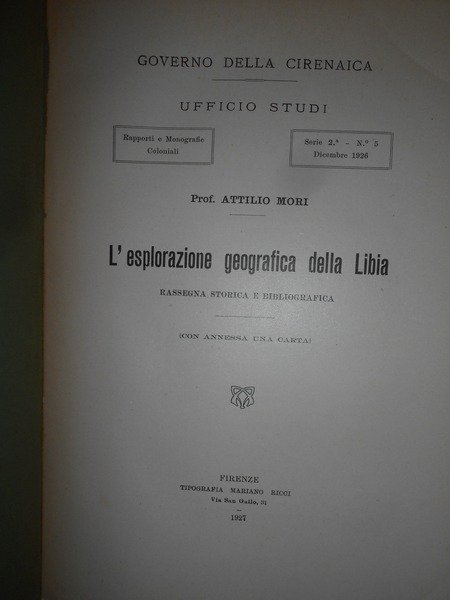 GOVERNO DELLA CIRENAICA
UFFICIO STUDI
Rapporti e Monografie
Coloniali
Serie 2.ª - N.º 5
Dicembre 1926
Prof. ATTILIO MORI
L' esplorazione geografica della Libia
RASSEGNA STORICA E BIBLIOGRAFICA
(CON ANNESSA UNA CARTA)
FIRENZE
TIPOGRAFIA MARIANO RICCI
Via San Gallo, 31
1927